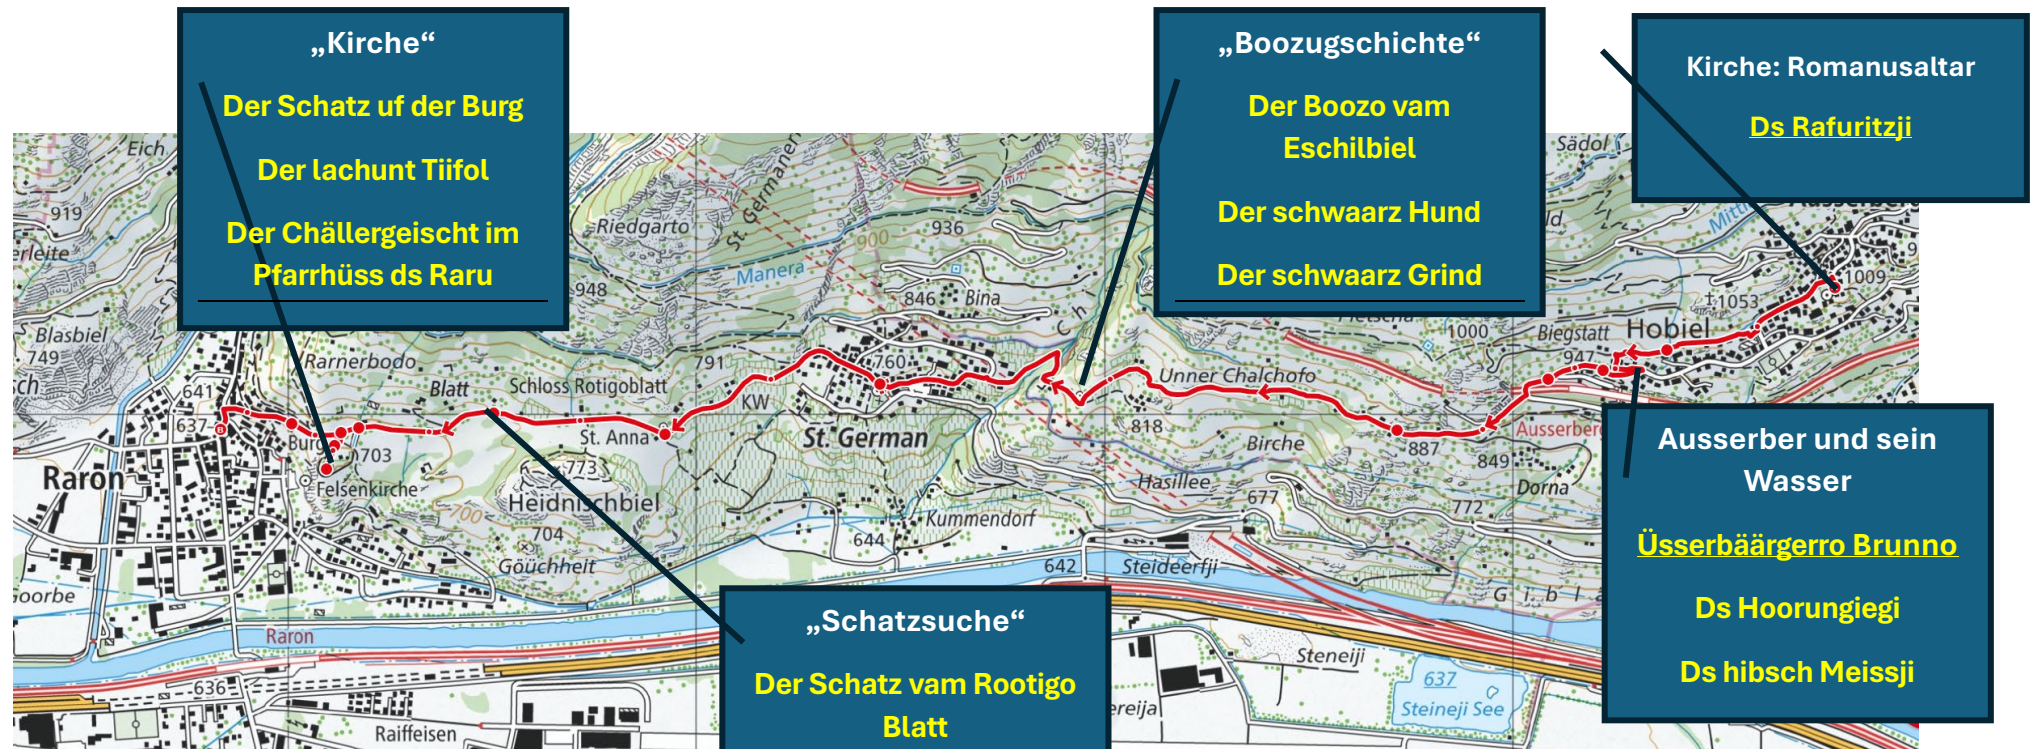 „Kirche“
Der Schatz uf der Burg
Der lachunt Tiifol
Der Chällergeischt im
Pfarrhüss ds Raru
„Boozugschichte“
Der Boozo vam
Eschilbiel
Der schwaarz Hund
Der schwaarz Grind
Kirche: Romanusaltar
Ds Rafuritzji
Ausserber und sein
Wasser
Üsserbäärgerro Brunno
Ds Hoorungiegi
Ds hibsch Meissji
„Schatzsuche“
Der Schatz vam Rootigo
Blatt
Eich
919
Blasbiel
749
641
637
B
Raron
Burg
703
Felsenkirche
Rarnerbodo
Blatt
Schloss Rotigoblatt
St. Anna
773
Heidnischbiel
700
704
Göuchheit
Raron
636
Raiffeisen
Riedgarto
St. German
948
Manera
900
936
846
Bina
791
KW
760
St. German
Kummendorf
644
642
Steideerfji
Hasillee
677
818
Unner Chalchofo
Birche
887
849
772
Dorna
Ausserberg
Sädol
1000
Biegstatt
947
Hobiel
1053
1009
Steneiji
637
Steineji See